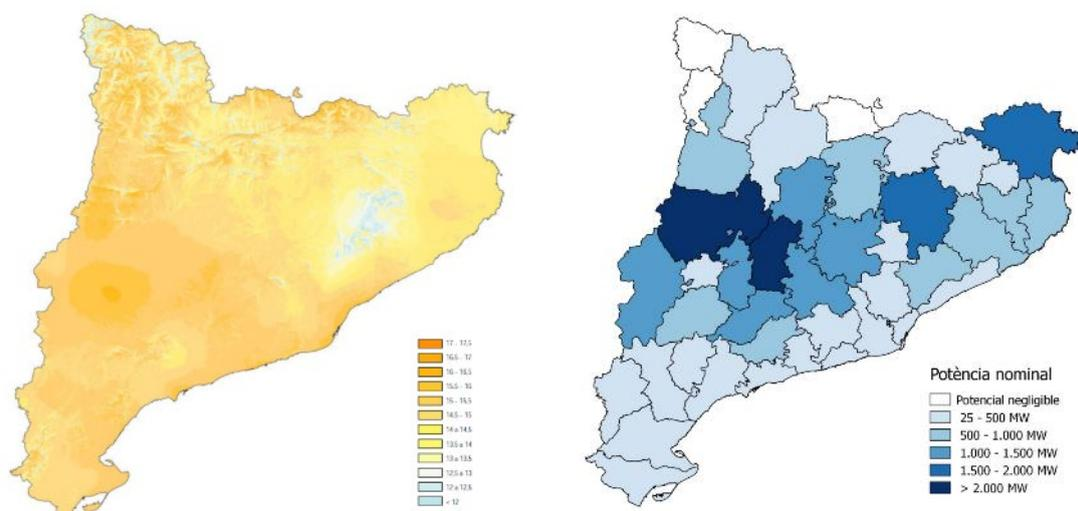 17 - 17,5
16,5 - 17
16 - 16,5
15,5 - 16
15 - 15,5
14,5 - 15
14 a 14,5
13,5 a 14
13 a 13,5
12,5 a 13
12 a 12,5
< 12
Potència nominal
Potencial negligible
25 - 500 MW
500 - 1.000 MW
1.000 - 1.500 MW
1.500 - 2.000 MW
> 2.000 MW